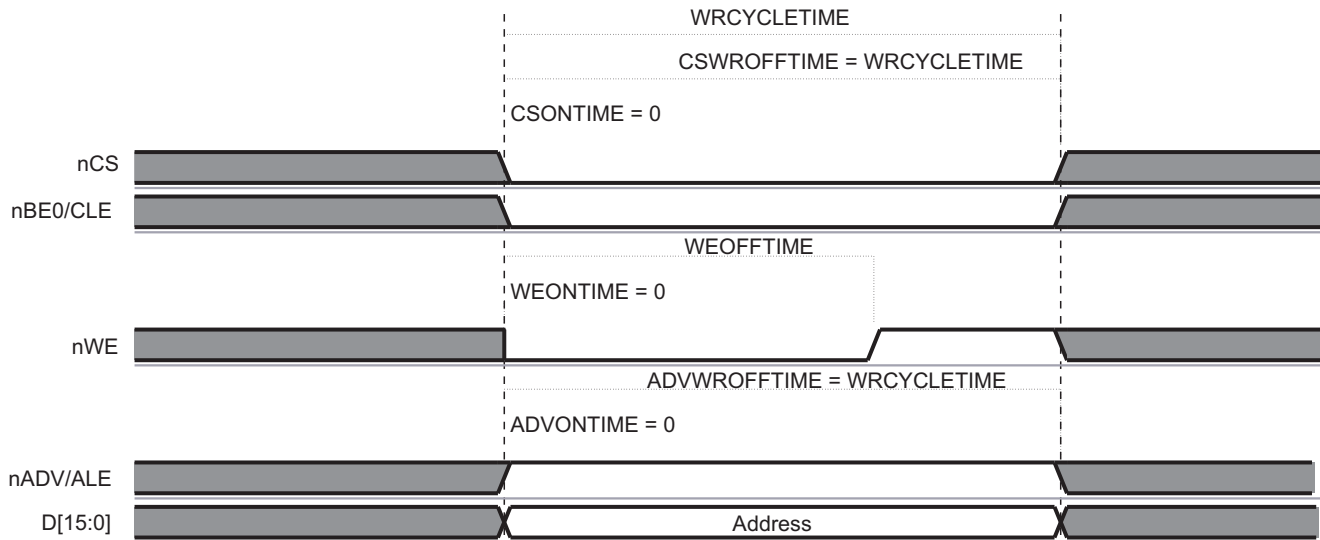 WRCYCLETIME
CSWROFFTIME = WRCYCLETIME
CSONTIME = 0
nCS
nBE0/CLE
WEOFFTIME
WEONTIME = 0
nWE
ADVWROFFTIME = WRCYCLETIME
ADVONTIME = 0
nADV/ALE
D[15:0]
Address